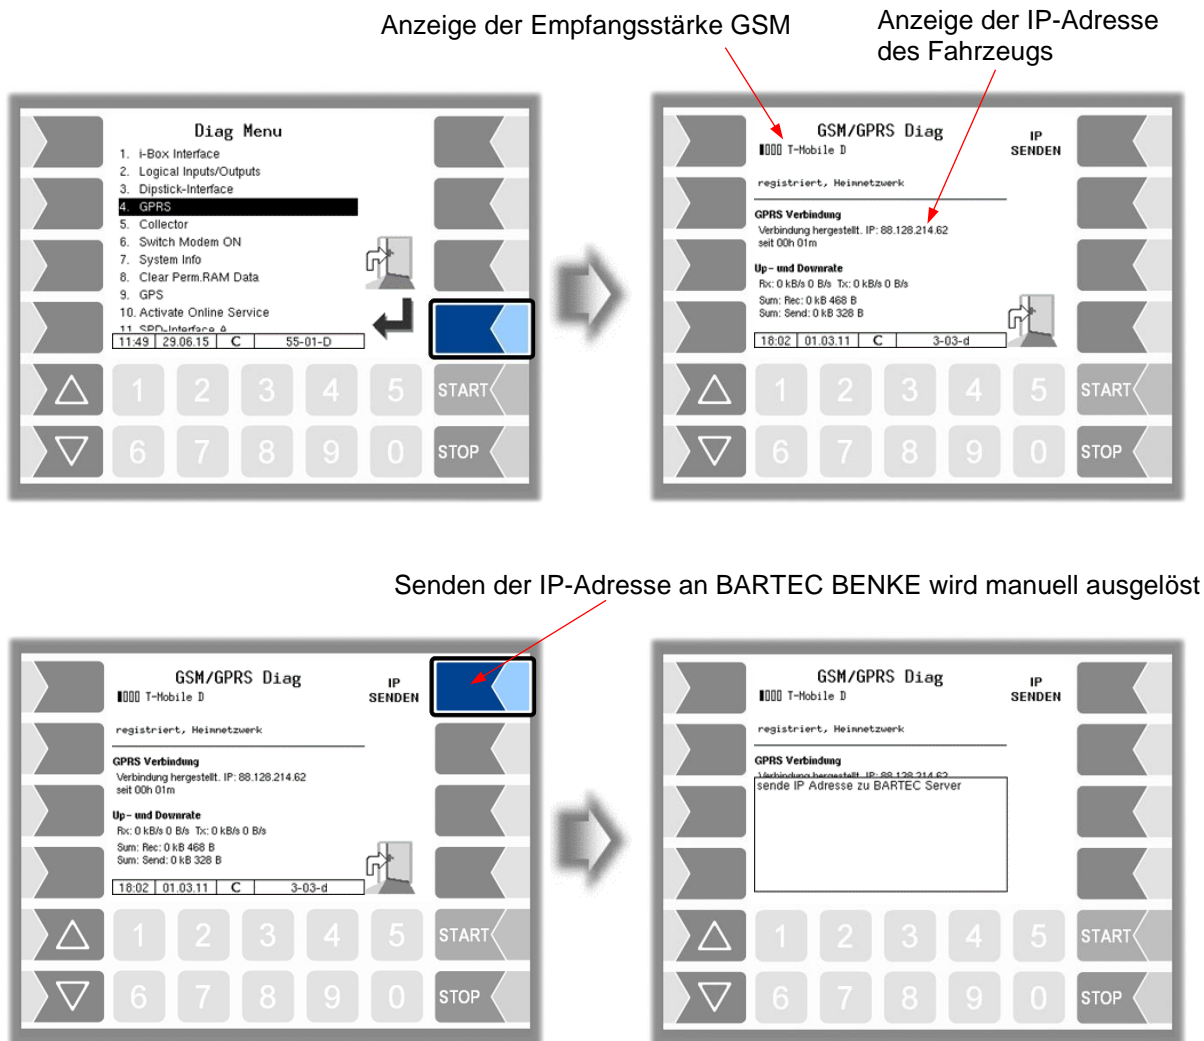 Anzeige der Empfangsstärke GSM
Anzeige der IP-Adresse
des Fahrzeugs
Diag Menu
1. i-Box Interface
2. Logical Inputs/Outputs
3. Dipstick-Interface
4. GPRS
5. Collector
6. Switch Modem ON
7. System Info
8. Clear Perm.RAM Data
9. GPS
10. Activate Online Service
11. SPD-Interface A
11:49 29.06.15 C 55-01-D
1 2 3 4 5 START
6 7 8 9 0 STOP
GSM/GPRS Diag
IP
SENDEN
T-Mobile D
registriert, Heimnetzwerk
GPRS Verbindung
Verbindung hergestellt. IP: 88.128.214.62
seit 00h 01m
Up- und Downrate
Rx: 0 kB/s 0 B/s Tx: 0 kB/s 0 B/s
Sum: Rec: 0 kB 468 B
Sum: Send: 0 kB 328 B
18:02 01.03.11 C 3-03-d
1 2 3 4 5 START
6 7 8 9 0 STOP
Senden der IP-Adresse an BARTEC BENKE wird manuell ausgelöst
GSM/GPRS Diag
IP
SENDEN
T-Mobile D
registriert, Heimnetzwerk
GPRS Verbindung
Verbindung hergestellt. IP: 88.128.214.62
seit 00h 01m
Up- und Downrate
Rx: 0 kB/s 0 B/s Tx: 0 kB/s 0 B/s
Sum: Rec: 0 kB 468 B
Sum: Send: 0 kB 328 B
18:02 01.03.11 C 3-03-d
1 2 3 4 5 START
6 7 8 9 0 STOP
GSM/GPRS Diag
IP
SENDEN
T-Mobile D
registriert, Heimnetzwerk
GPRS Verbindung
Verbindung hergestellt. IP: 88.128.214.62
sende IP Adresse zu BARTEC Server
1 2 3 4 5 START
6 7 8 9 0 STOP